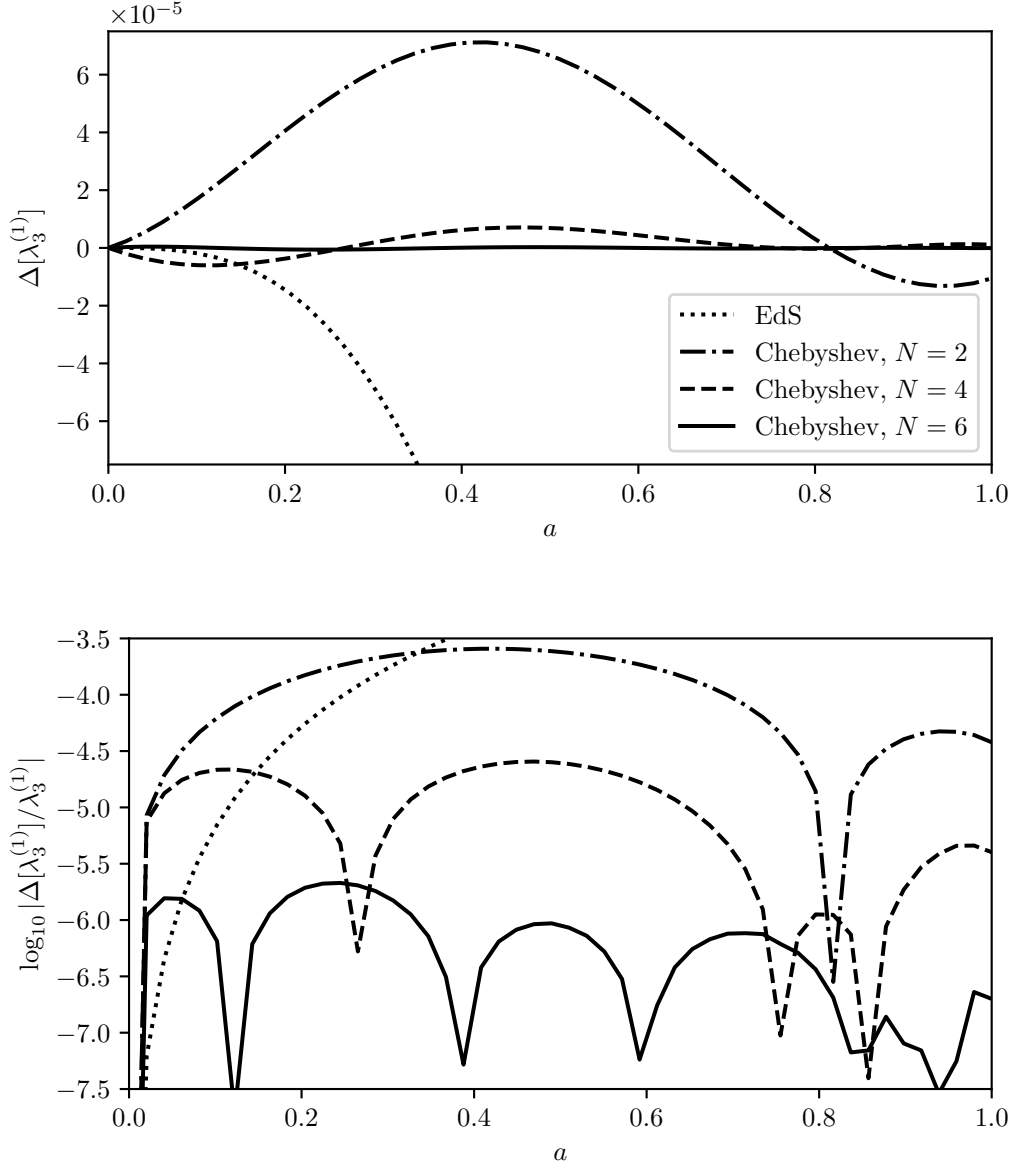 ×10⁻⁵
6
4
2
0
−2
−4
−6
Δ[λ₃⁽¹⁾]
EdS
Chebyshev, N = 2
Chebyshev, N = 4
Chebyshev, N = 6
0.0 0.2 0.4 0.6 0.8 1.0
a
−3.5
−4.0
−4.5
−5.0
−5.5
−6.0
−6.5
−7.0
−7.5
log₁₀ |Δ[λ₃⁽¹⁾]/λ₃⁽¹⁾|
0.0 0.2 0.4 0.6 0.8 1.0
a